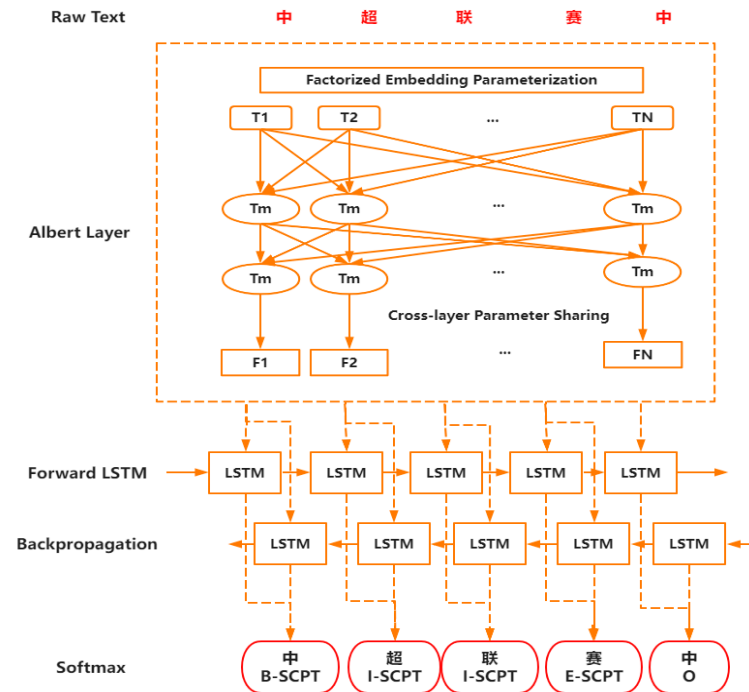 Raw Text 中 超 联 赛 中
Factorized Embedding Parameterization
T1 T2 ... TN
Albert Layer
Tm Tm ... Tm
Tm Tm ... Tm
Cross-layer Parameter Sharing
F1 F2 ... FN
Forward LSTM LSTM LSTM LSTM LSTM LSTM
Backpropagation LSTM LSTM LSTM LSTM LSTM
Softmax
中 超 联 赛 中
B-SCPT I-SCPT I-SCPT E-SCPT O